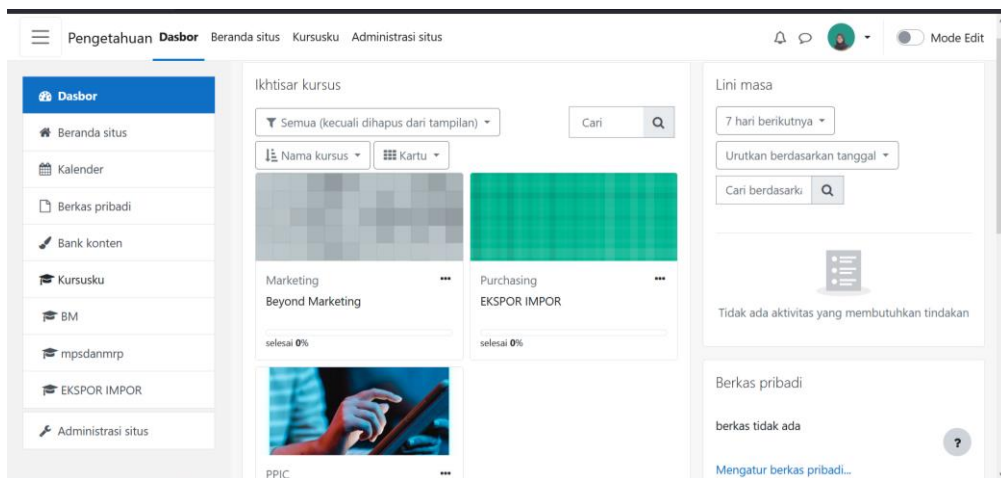 Pengetahuan Dasbor Beranda situs Kursusku Administrasi situs Mode Edit
Dasbor
Beranda situs
Kalender
Berkas pribadi
Bank konten
Kursusku
BM
mpsdanmrp
EKSPOR IMPOR
Administrasi situs
Ikhtisar kursus
Semua (kecuali dihapus dari tampilan)
Cari
Nama kursus
Kartu
Marketing
Beyond Marketing
selesai 0%
Purchasing
EKSPOR IMPOR
selesai 0%
PPIC
Lini masa
7 hari berikutnya
Urutkan berdasarkan tanggal
Cari berdasarka
Tidak ada aktivitas yang membutuhkan tindakan
Berkas pribadi
berkas tidak ada
Mengatur berkas pribadi...
?